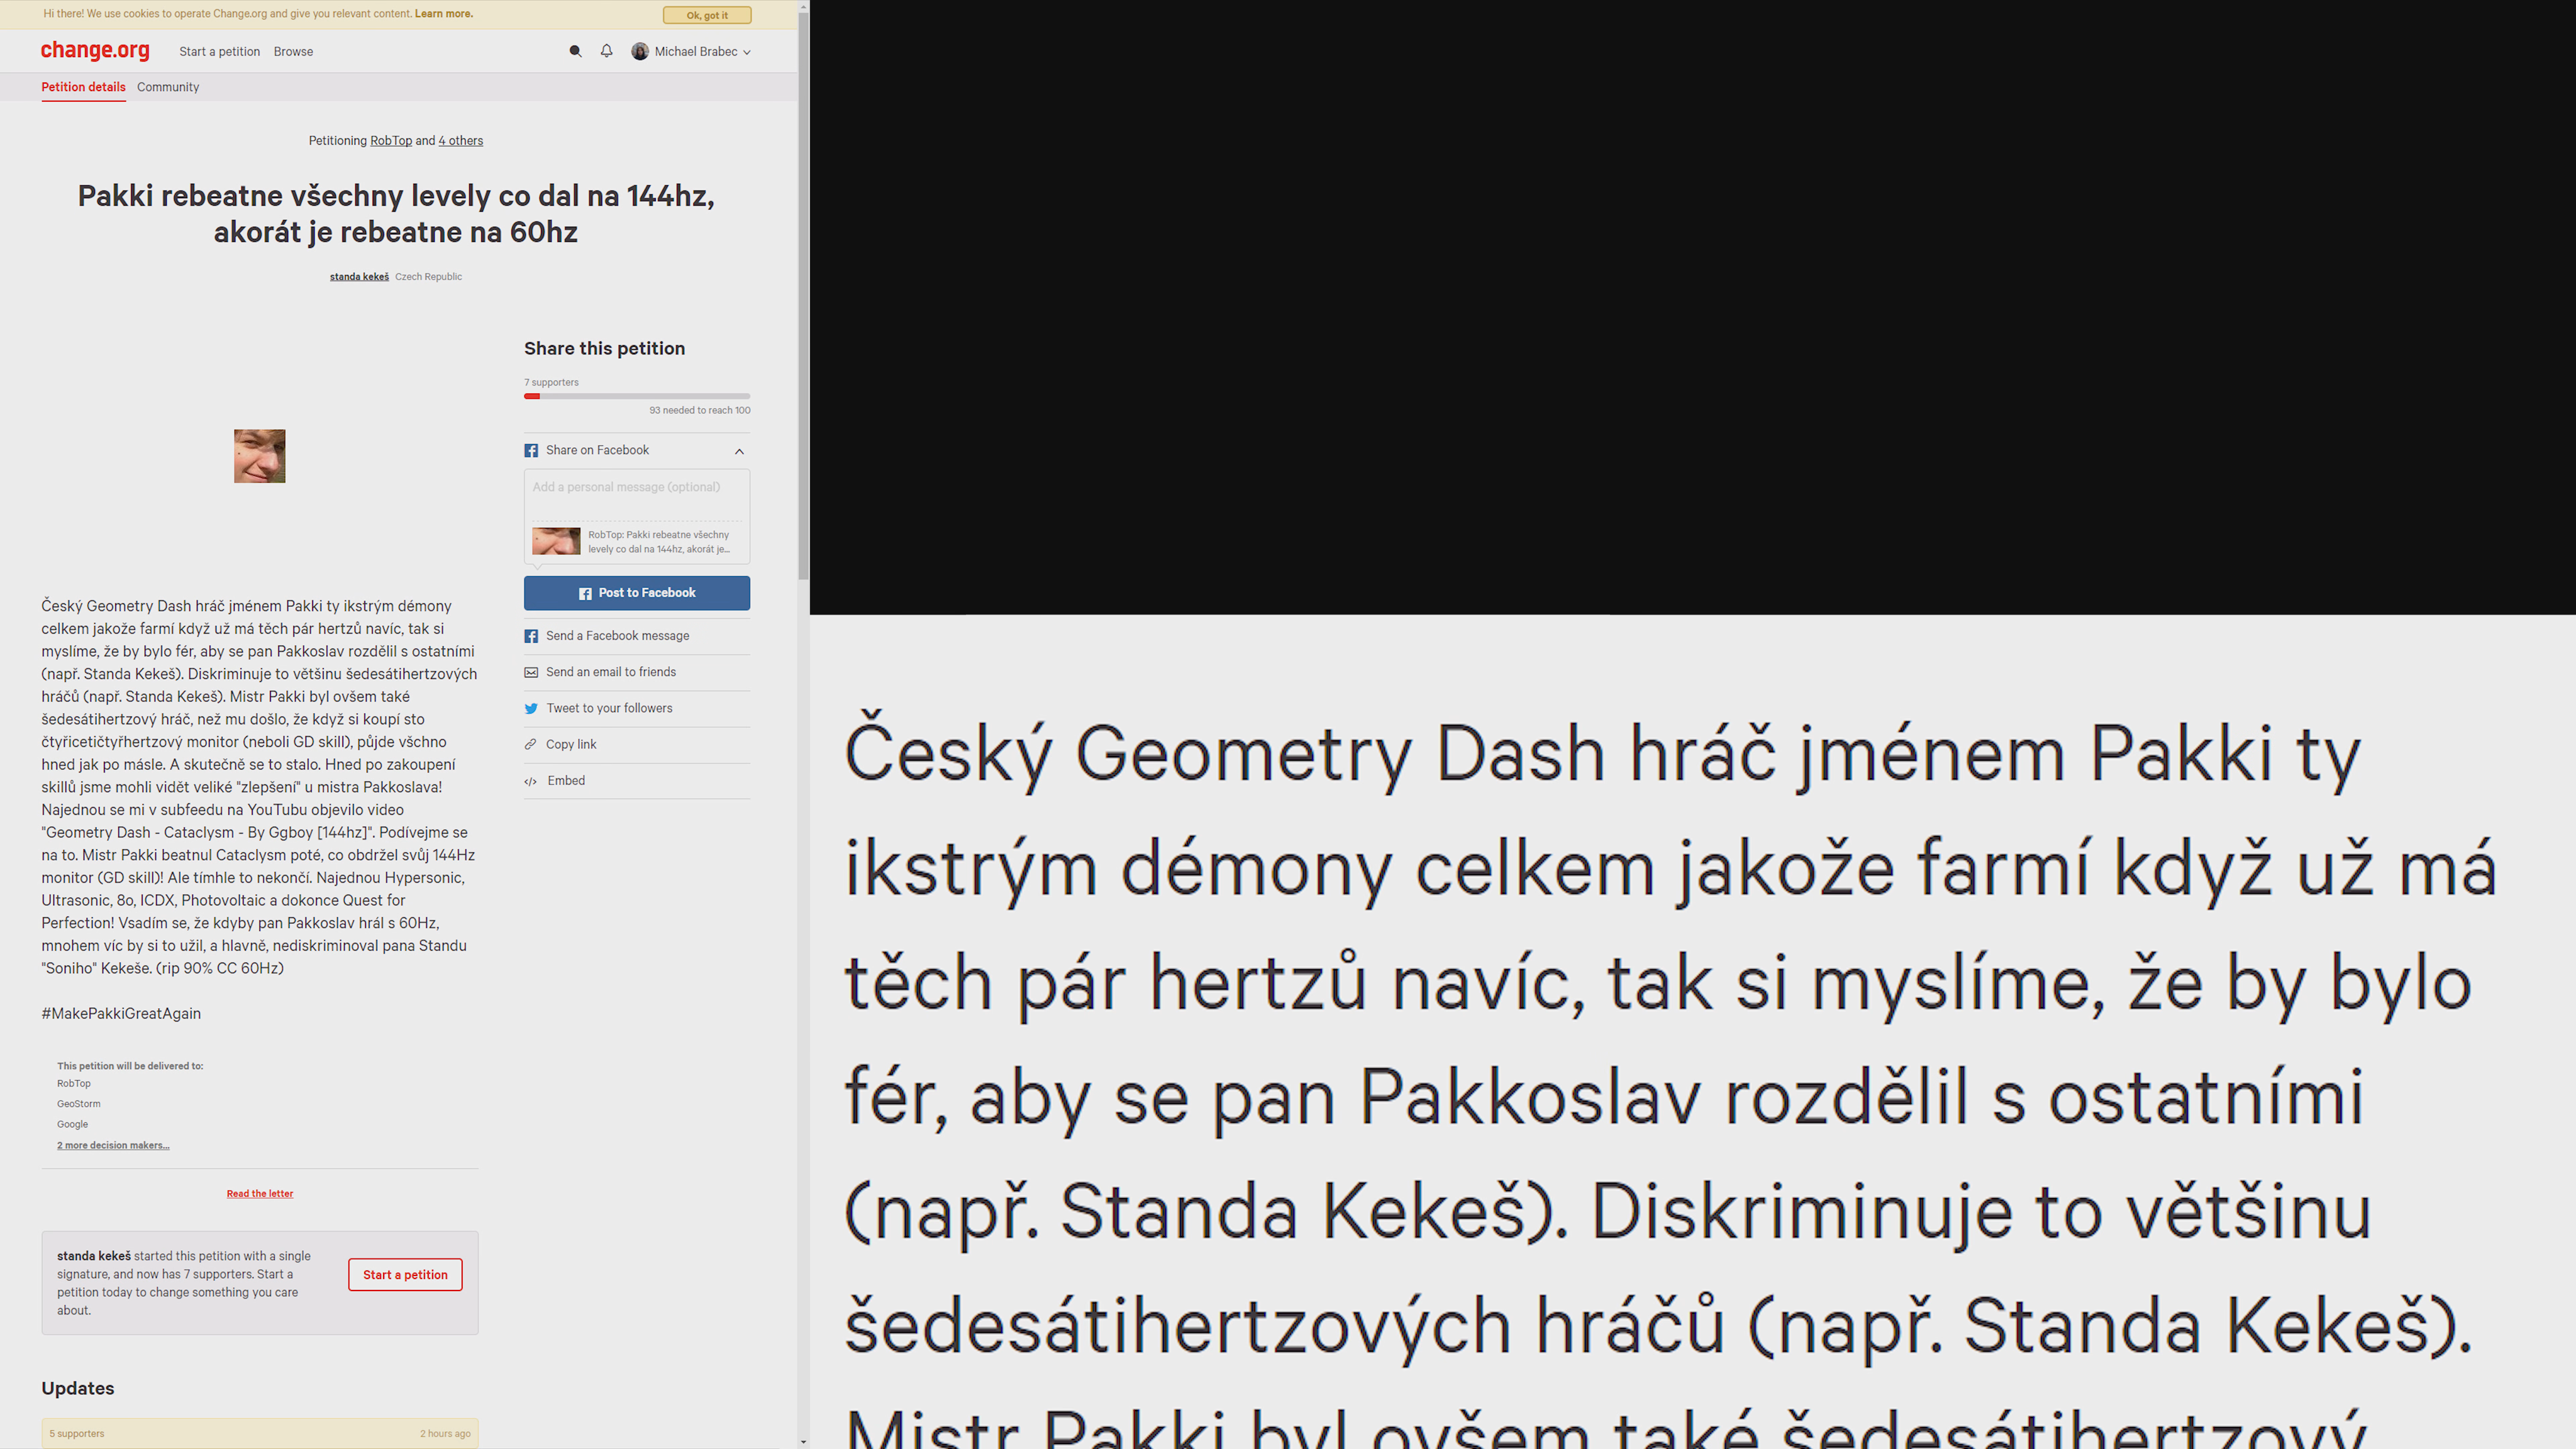 Hi there! We use cookies to operate Change.org and give you relevant content. Learn more.
Ok, got it
change.org
Start a petition
Browse
Michael Brabec
Petition details
Community
Petitioning RobTop and 4 others
Pakki rebeatne všechny levely co dal na 144hz,
akorát je rebeatne na 60hz
standa kekeš Czech Republic
Share this petition
7 supporters
93 needed to reach 100
Share on Facebook
Add a personal message (optional)
RobTop: Pakki rebeatne všechny
levely co dal na 144hz, akorát je...
Post to Facebook
Send a Facebook message
Send an email to friends
Tweet to your followers
Copy link
Embed
Český Geometry Dash hráč jménem Pakki ty ikstrým démony
celkem jakože farmí když už má těch pár hertzů navíc, tak si
myslíme, že by bylo fér, aby se pan Pakkoslav rozdělil s ostatními
(např. Standa Kekeš). Diskriminuje to většinu šedesátihertzových
hráčů (např. Standa Kekeš). Mistr Pakki byl ovšem také
šedesátihertzový hráč, než mu došlo, že když si koupí sto
čtyřicetičtyřhertzový monitor (neboli GD skill), půjde všchno
hned jak po másle. A skutečně se to stalo. Hned po zakoupení
skillů jsme mohli vidět veliké "zlepšení" u mistra Pakkoslava!
Najednou se mi v subfeedu na YouTubu objevilo video
"Geometry Dash - Cataclysm - By Ggboy [144hz]". Podívejme se
na to. Mistr Pakki beatnul Cataclysm poté, co obdržel svůj 144Hz
monitor (GD skill)! Ale tímhle to nekončí. Najednou Hypersonic,
Ultrasonic, 8o, ICDX, Photovoltaic a dokonce Quest for
Perfection! Vsadím se, že kdyby pan Pakkoslav hrál s 60Hz,
mnohem víc by si to užil, a hlavně, nediskriminoval pana Standu
"Soniho" Kekeše. (rip 90% CC 60Hz)
#MakePakkiGreatAgain
This petition will be delivered to:
RobTop
GeoStorm
Google
2 more decision makers...
Read the letter
standa kekeš started this petition with a single
signature, and now has 7 supporters. Start a
petition today to change something you care
about.
Start a petition
Updates
5 supporters
2 hours ago
Český Geometry Dash hráč jménem Pakki ty
ikstrým démony celkem jakože farmí když už má
těch pár hertzů navíc, tak si myslíme, že by bylo
fér, aby se pan Pakkoslav rozdělil s ostatními
(např. Standa Kekeš). Diskriminuje to většinu
šedesátihertzových hráčů (např. Standa Kekeš).
Mistr Pakki byl ovšem také šedesátihertzový